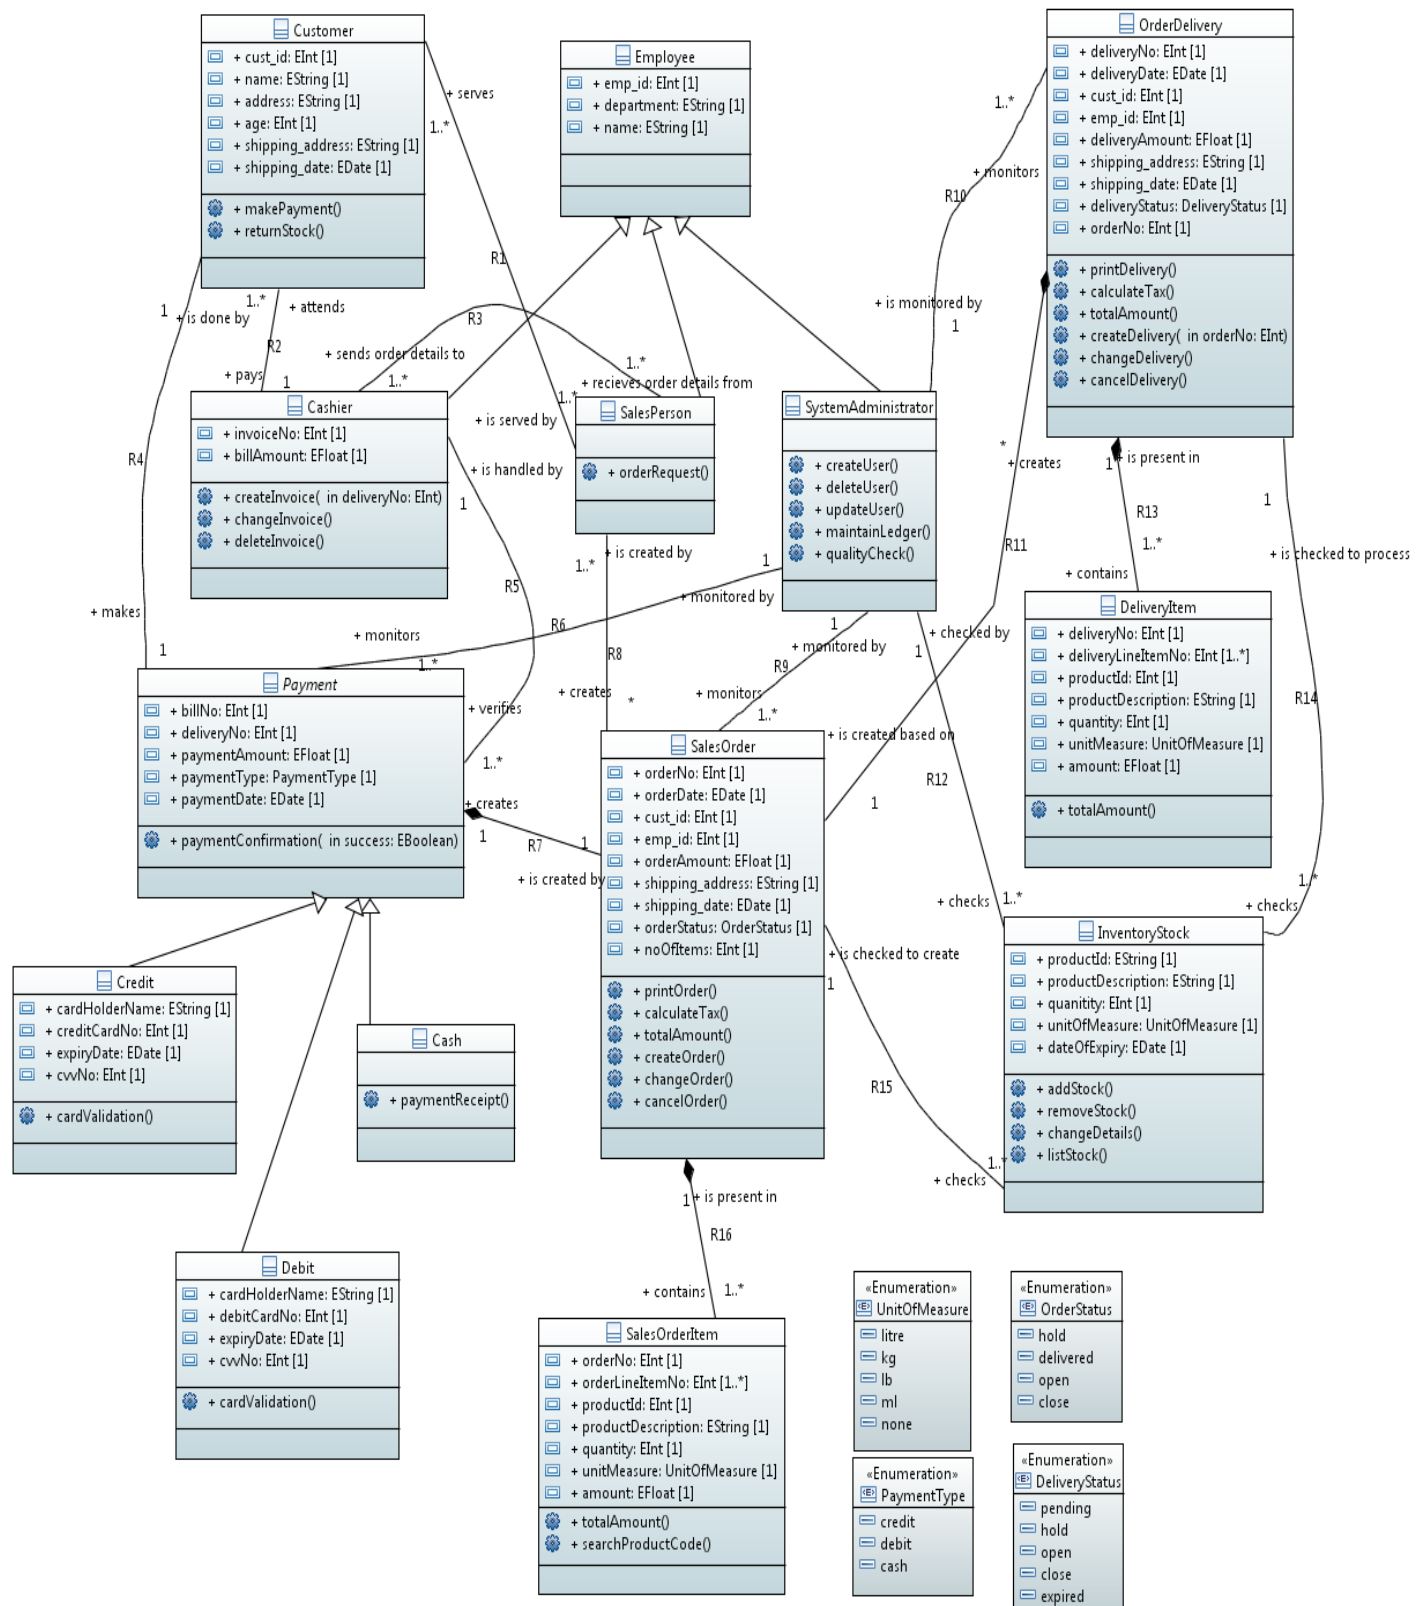 Customer
+ cust_id: EInt [1]
+ name: EString [1]
+ address: EString [1]
+ age: EInt [1]
+ shipping_address: EString [1]
+ shipping_date: EDate [1]
+ makePayment()
+ returnStock()
Employee
+ emp_id: EInt [1]
+ department: EString [1]
+ name: EString [1]
OrderDelivery
+ deliveryNo: EInt [1]
+ deliveryDate: EDate [1]
+ cust_id: EInt [1]
+ emp_id: EInt [1]
+ deliveryAmount: EFloat [1]
+ shipping_address: EString [1]
+ shipping_date: EDate [1]
+ deliveryStatus: DeliveryStatus [1]
+ orderNo: EInt [1]
+ printDelivery()
+ calculateTax()
+ totalAmount()
+ createDelivery( in orderNo: EInt)
+ changeDelivery()
+ cancelDelivery()
+ serves
1..*
R1
1..*
+ is served by
1..*
+ monitors
R10
+ is monitored by
1
1
+ is done by
R4
+ makes
1
1..*
+ attends
R2
+ pays
1
R3
+ sends order details to
1..*
1..*
+ recieves order details from
Cashier
+ invoiceNo: EInt [1]
+ billAmount: EFloat [1]
+ createInvoice( in deliveryNo: EInt)
+ changeInvoice()
+ deleteInvoice()
SalesPerson
+ orderRequest()
SystemAdministrator
+ createUser()
+ deleteUser()
+ updateUser()
+ maintainLedger()
+ qualityCheck()
+ is handled by
1
R5
+ verifies
1..*
*
+ creates
R11
+ is created based on
1
1
+ is present in
R13
1..*
+ contains
1
+ is checked to process
R14
1..*
+ checks
+ is created by
1..*
R8
+ creates
*
1
+ monitored by
R6
+ monitors
1..*
1
+ monitored by
R9
+ monitors
1..*
+ checked by
1
R12
+ checks
1..*
DeliveryItem
+ deliveryNo: EInt [1]
+ deliveryLineItemNo: EInt [1..*]
+ productId: EInt [1]
+ productDescription: EString [1]
+ quantity: EInt [1]
+ unitMeasure: UnitOfMeasure [1]
+ amount: EFloat [1]
+ totalAmount()
Payment
+ billNo: EInt [1]
+ deliveryNo: EInt [1]
+ paymentAmount: EFloat [1]
+ paymentType: PaymentType [1]
+ paymentDate: EDate [1]
+ paymentConfirmation( in success: EBoolean)
+ creates
1
R7
1
+ is created by
SalesOrder
+ orderNo: EInt [1]
+ orderDate: EDate [1]
+ cust_id: EInt [1]
+ emp_id: EInt [1]
+ orderAmount: EFloat [1]
+ shipping_address: EString [1]
+ shipping_date: EDate [1]
+ orderStatus: OrderStatus [1]
+ noOfItems: EInt [1]
+ printOrder()
+ calculateTax()
+ totalAmount()
+ createOrder()
+ changeOrder()
+ cancelOrder()
+ is checked to create
1
R15
1..*
+ checks
InventoryStock
+ productId: EString [1]
+ productDescription: EString [1]
+ quanitity: EInt [1]
+ unitOfMeasure: UnitOfMeasure [1]
+ dateOfExpiry: EDate [1]
+ addStock()
+ removeStock()
+ changeDetails()
+ listStock()
Credit
+ cardHolderName: EString [1]
+ creditCardNo: EInt [1]
+ expiryDate: EDate [1]
+ cvvNo: EInt [1]
+ cardValidation()
Cash
+ paymentReceipt()
Debit
+ cardHolderName: EString [1]
+ debitCardNo: EInt [1]
+ expiryDate: EDate [1]
+ cvvNo: EInt [1]
+ cardValidation()
1
+ is present in
R16
+ contains
1..*
SalesOrderItem
+ orderNo: EInt [1]
+ orderLineItemNo: EInt [1..*]
+ productId: EInt [1]
+ productDescription: EString [1]
+ quantity: EInt [1]
+ unitMeasure: UnitOfMeasure [1]
+ amount: EFloat [1]
+ totalAmount()
+ searchProductCode()
«Enumeration»
UnitOfMeasure
litre
kg
lb
ml
none
«Enumeration»
OrderStatus
hold
delivered
open
close
«Enumeration»
PaymentType
credit
debit
cash
«Enumeration»
DeliveryStatus
pending
hold
open
close
expired